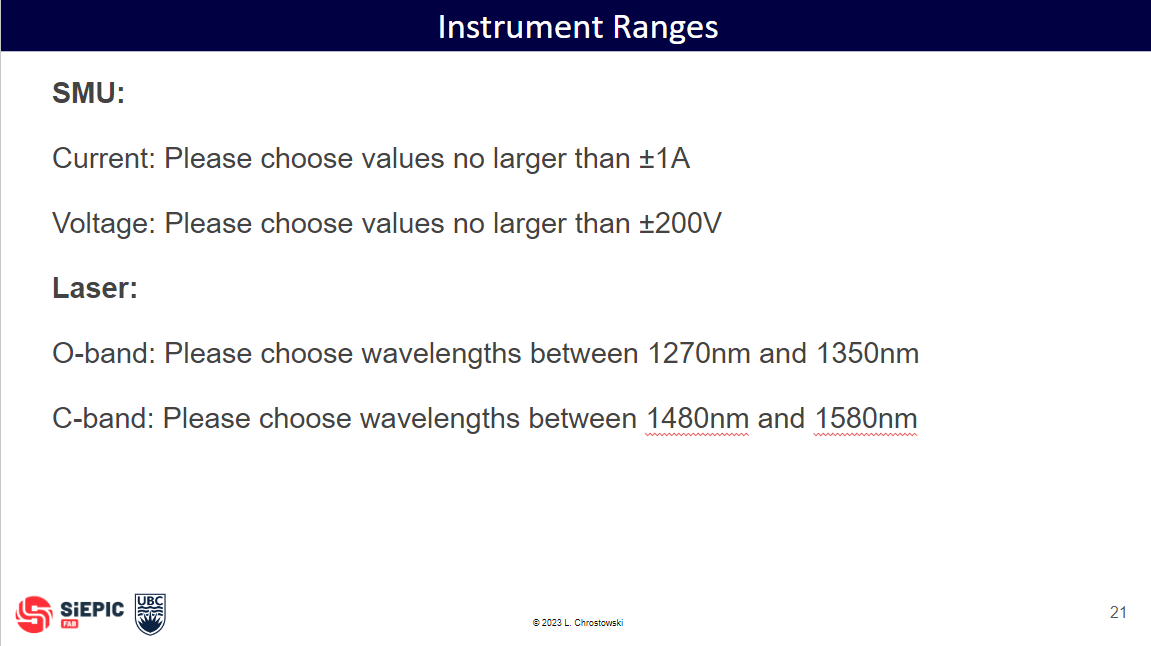 Instrument Ranges
SMU:
Current: Please choose values no larger than ±1A
Voltage: Please choose values no larger than ±200V
Laser:
O-band: Please choose wavelengths between 1270nm and 1350nm
C-band: Please choose wavelengths between 1480nm and 1580nm
SiEPIC
FAB
UBC
© 2023 L. Chrostowski
21